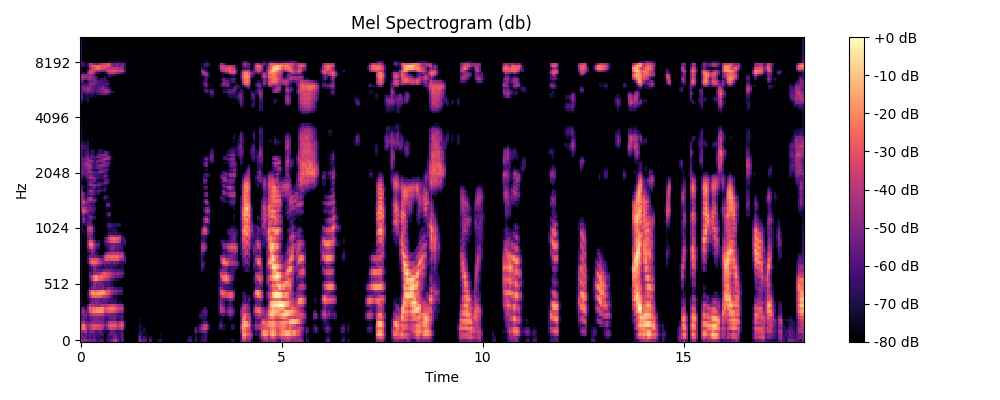 Mel Spectrogram (db)
8192
4096
2048
1024
512
0
Hz
0 5 10 15
Time
+0 dB
-10 dB
-20 dB
-30 dB
-40 dB
-50 dB
-60 dB
-70 dB
-80 dB